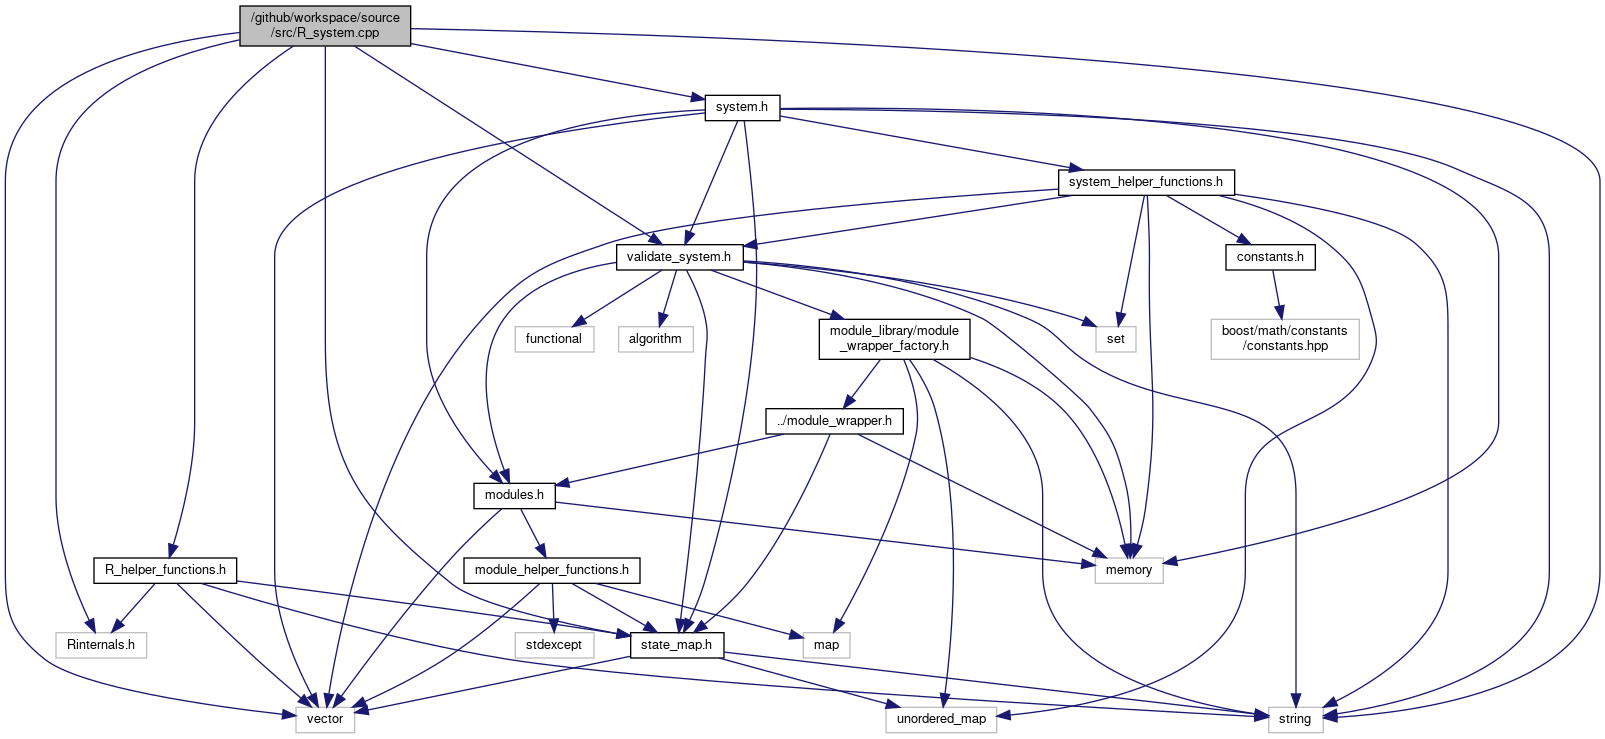 /github/workspace/source
/src/R_system.cpp
system.h
system_helper_functions.h
validate_system.h
constants.h
functional
algorithm
module_library/module
_wrapper_factory.h
set
boost/math/constants
/constants.hpp
../module_wrapper.h
modules.h
R_helper_functions.h
module_helper_functions.h
memory
Rinternals.h
stdexcept
state_map.h
map
vector
unordered_map
string